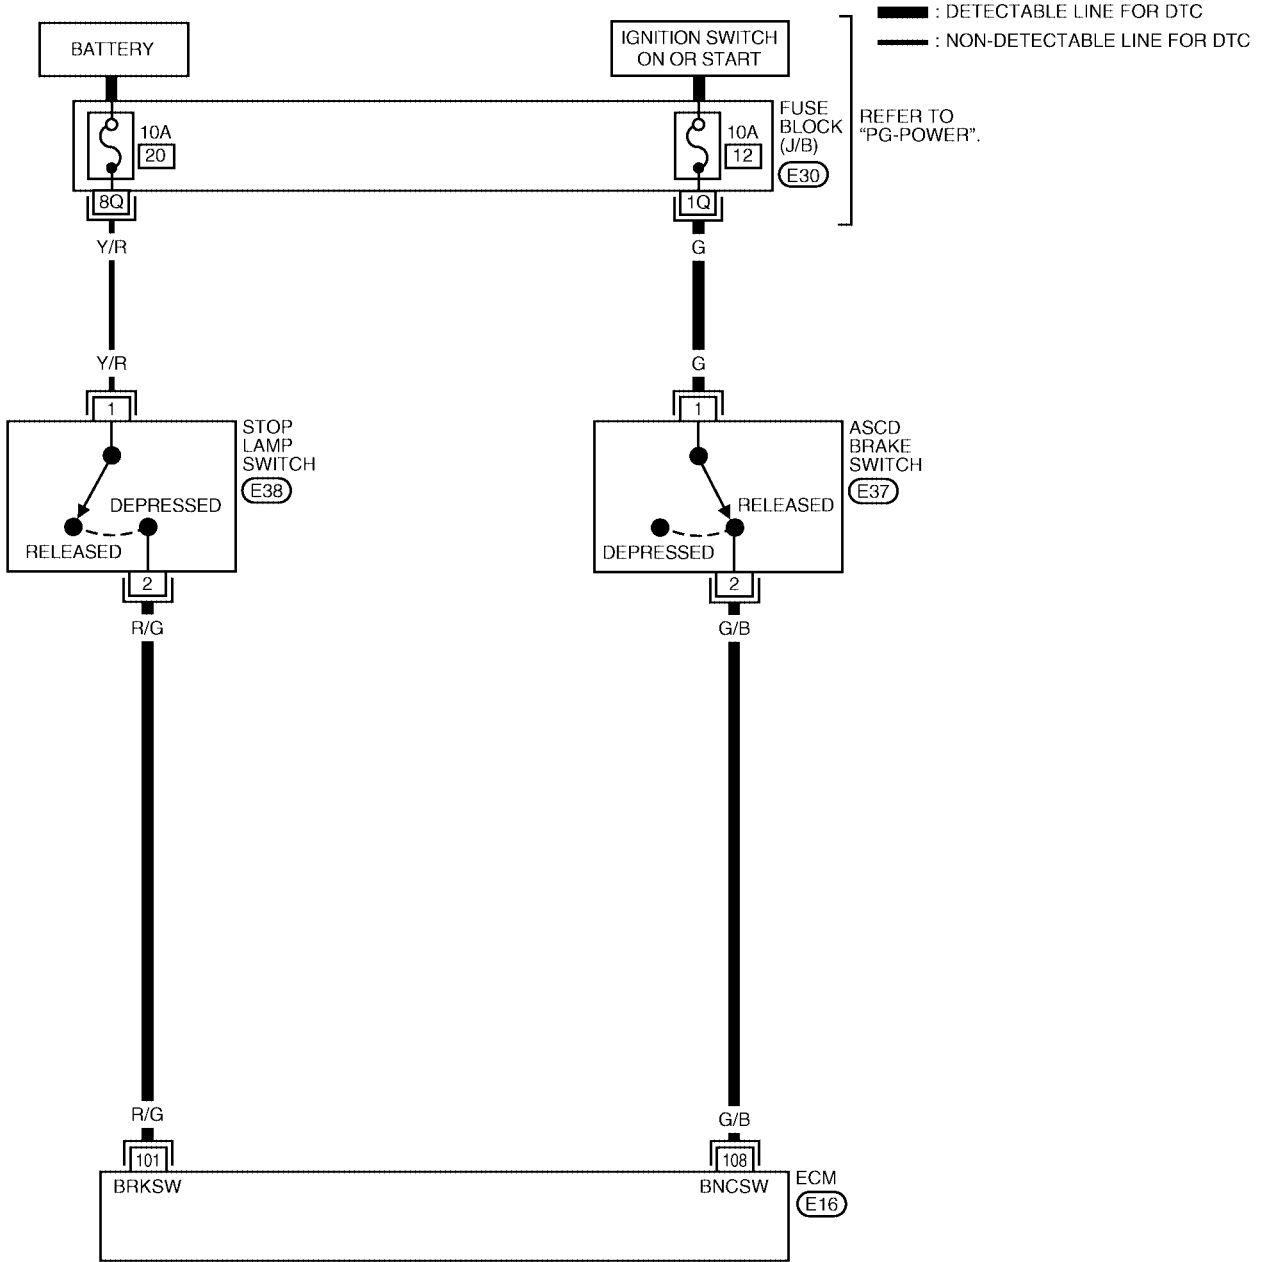 : DETECTABLE LINE FOR DTC
: NON-DETECTABLE LINE FOR DTC
BATTERY
IGNITION SWITCH
ON OR START
10A
20
10A
12
FUSE
BLOCK
(J/B)
E30
REFER TO
“PG-POWER”.
8Q
1Q
Y/R
G
Y/R
G
1
1
STOP
LAMP
SWITCH
E38
DEPRESSED
RELEASED
ASCD
BRAKE
SWITCH
E37
RELEASED
DEPRESSED
2
2
R/G
G/B
R/G
G/B
101
108
BRKSW
BNCSW
ECM
E16